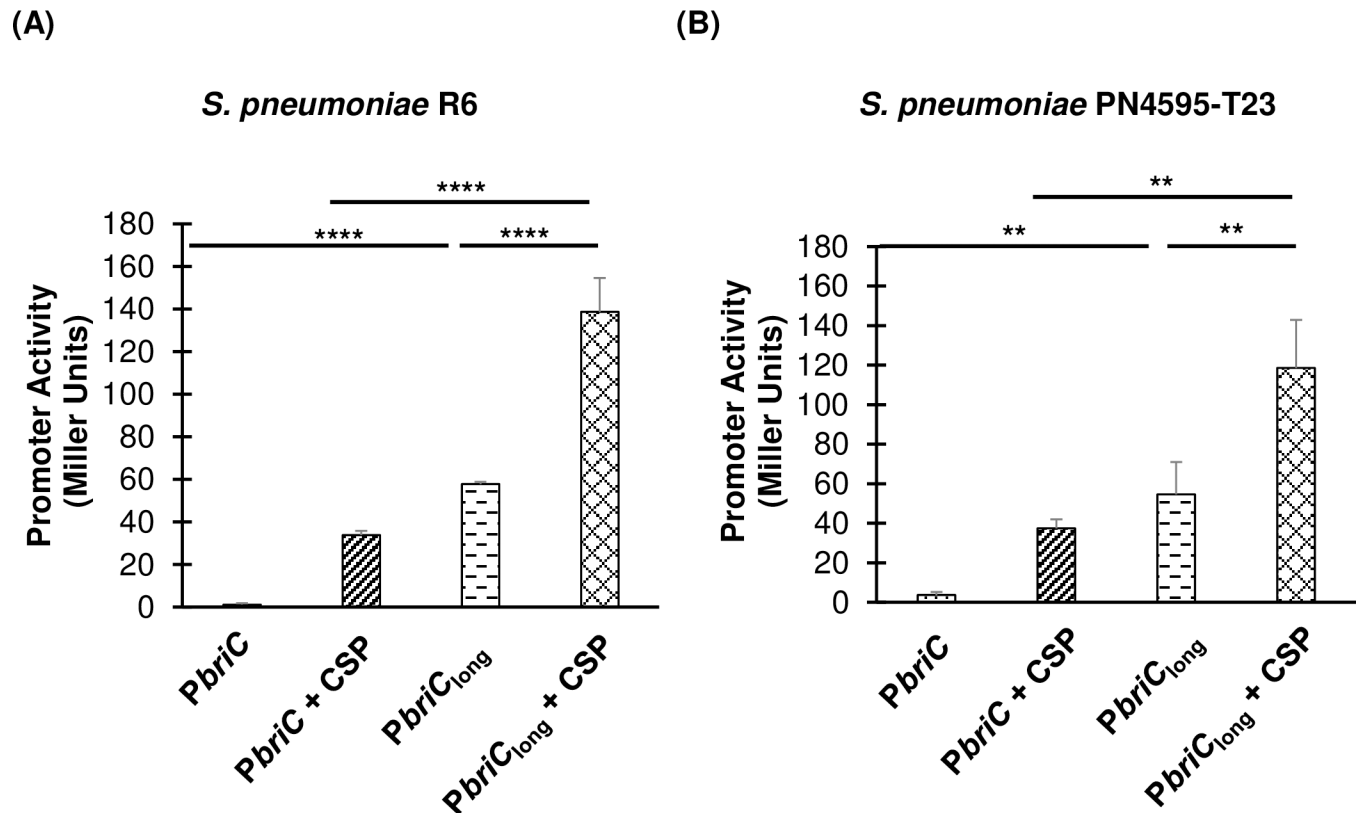 (A)
S. pneumoniae R6
****
****
****
Promoter Activity
(Miller Units)
180
160
140
120
100
80
60
40
20
0
PbriC
PbriC + CSP
PbriClong
PbriClong + CSP
(B)
S. pneumoniae PN4595-T23
**
**
**
Promoter Activity
(Miller Units)
180
160
140
120
100
80
60
40
20
0
PbriC
PbriC + CSP
PbriClong
PbriClong + CSP